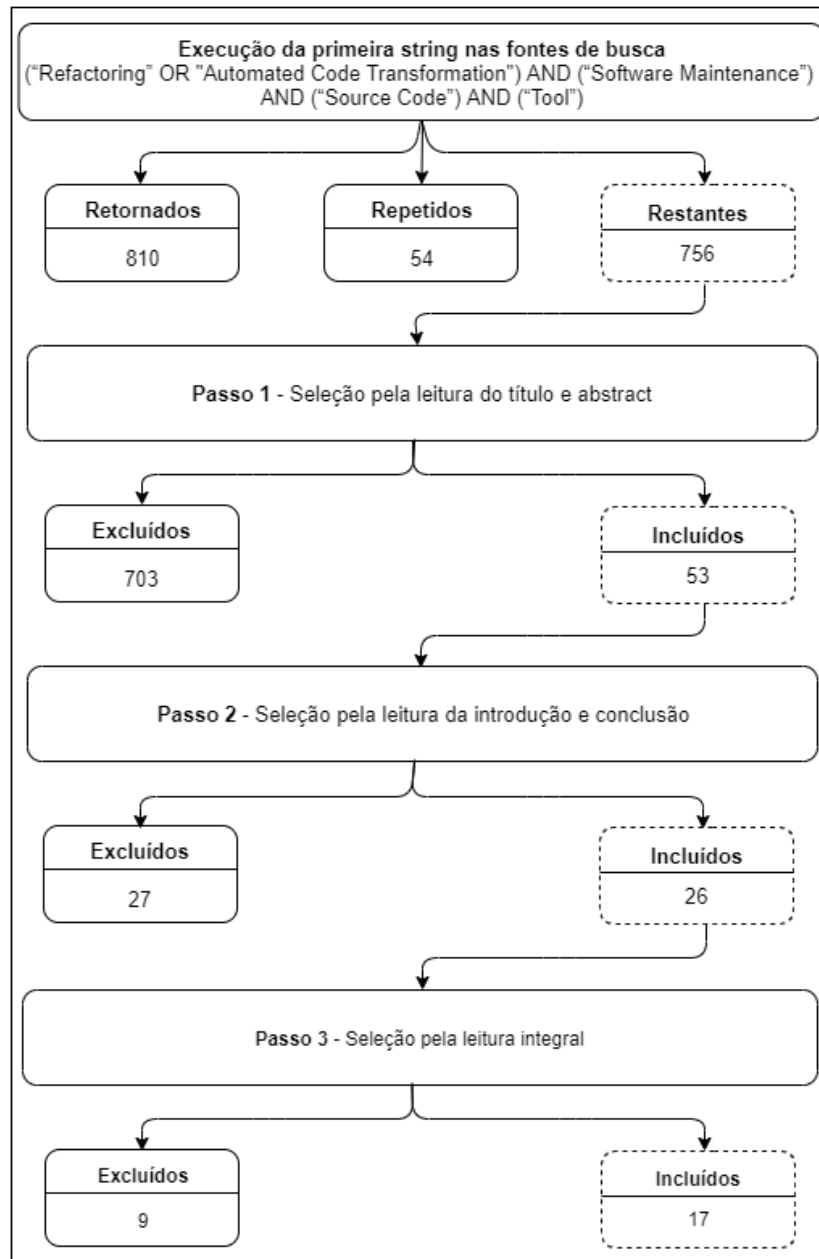 Execução da primeira string nas fontes de busca
(“Refactoring” OR "Automated Code Transformation") AND (“Software Maintenance”)
AND (“Source Code”) AND (“Tool”)
Retornados
810
Repetidos
54
Restantes
756
Passo 1 - Seleção pela leitura do título e abstract
Excluídos
703
Incluídos
53
Passo 2 - Seleção pela leitura da introdução e conclusão
Excluídos
27
Incluídos
26
Passo 3 - Seleção pela leitura integral
Excluídos
9
Incluídos
17